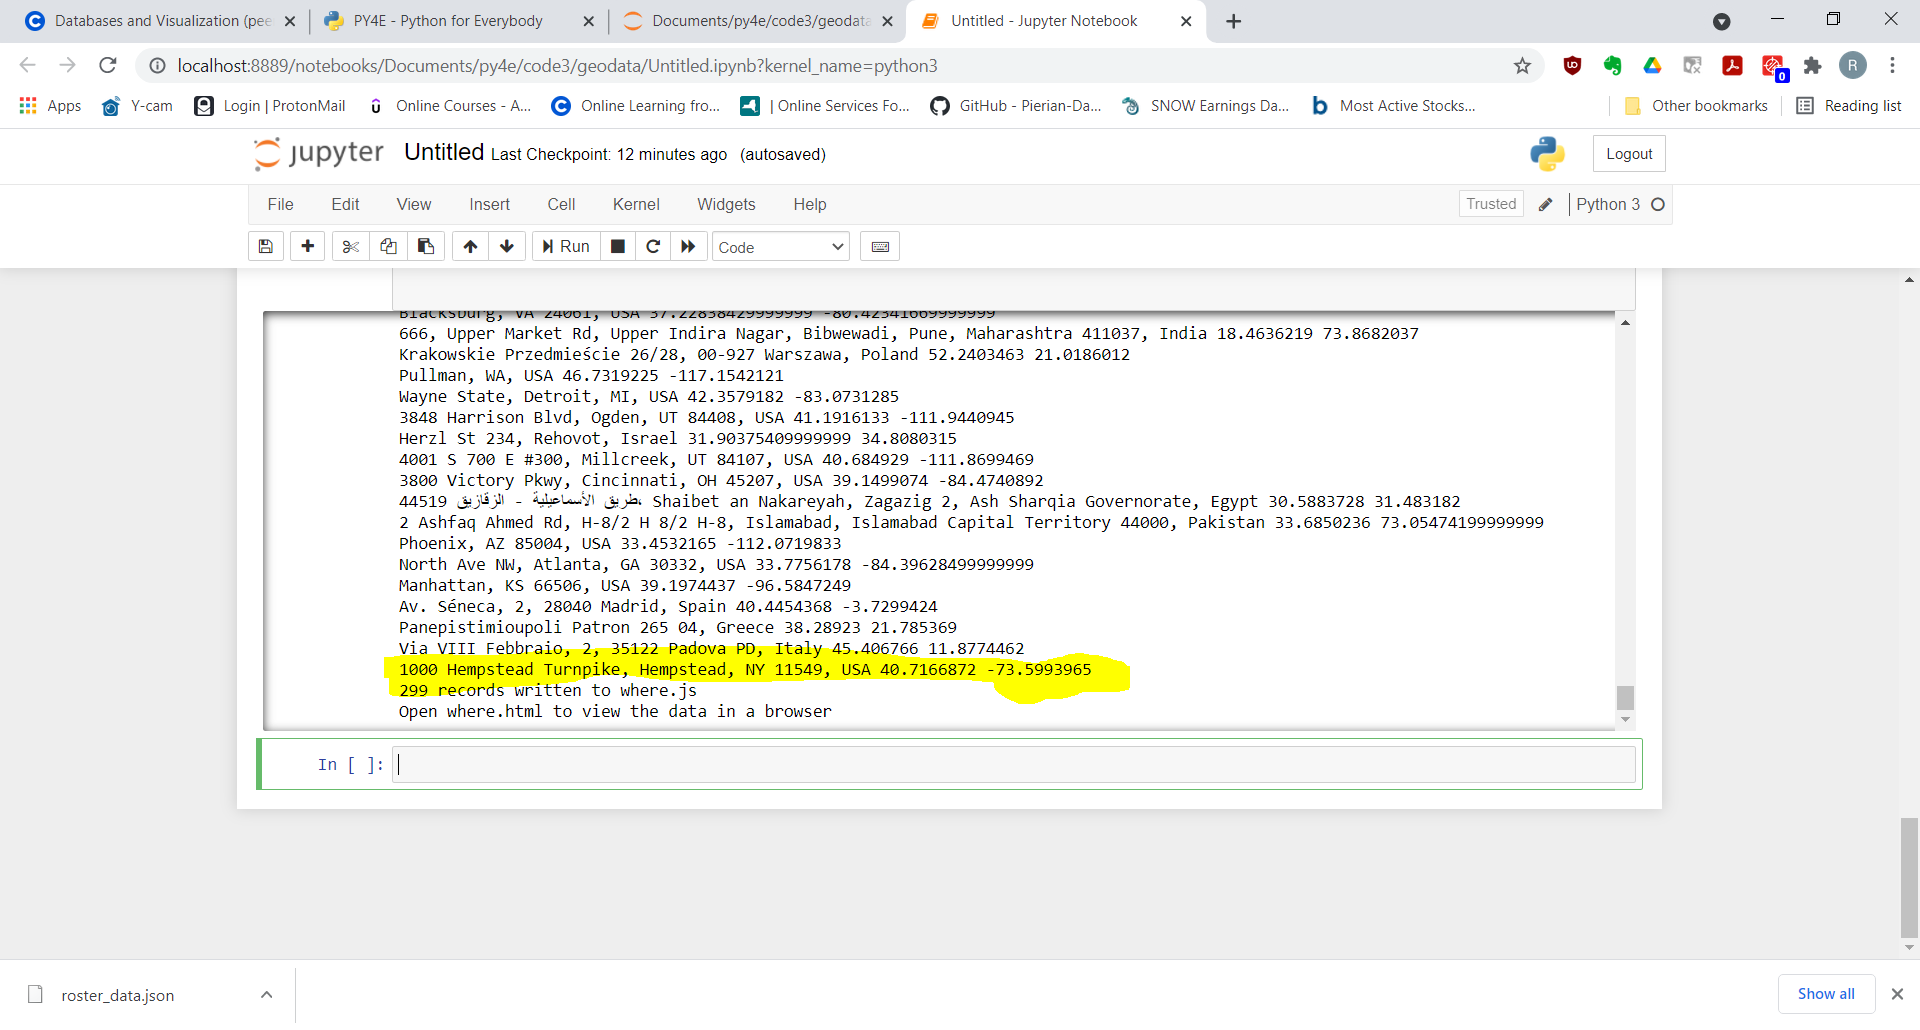 Databases and Visualization (pee
PY4E - Python for Everybody
Documents/py4e/code3/geodata
Untitled - Jupyter Notebook
localhost:8889/notebooks/Documents/py4e/code3/geodata/Untitled.ipynb?kernel_name=python3
0
R
Apps
Y-cam
Login | ProtonMail
Online Courses - A...
Online Learning fro...
| Online Services Fo...
GitHub - Pierian-Da...
SNOW Earnings Da...
Most Active Stocks...
Other bookmarks
Reading list
jupyter
Untitled Last Checkpoint: 12 minutes ago (autosaved)
Logout
File Edit View Insert Cell Kernel Widgets Help
Trusted
Python 3
Run
Code
Blacksburg, VA 24061, USA 37.22838429999999 -80.42341669999999
666, Upper Market Rd, Upper Indira Nagar, Bibwewadi, Pune, Maharashtra 411037, India 18.4636219 73.8682037
Krakowskie Przedmieście 26/28, 00-927 Warszawa, Poland 52.2403463 21.0186012
Pullman, WA, USA 46.7319225 -117.1542121
Wayne State, Detroit, MI, USA 42.3579182 -83.0731285
3848 Harrison Blvd, Ogden, UT 84408, USA 41.1916133 -111.9440945
Herzl St 234, Rehovot, Israel 31.90375409999999 34.8080315
4001 S 700 E #300, Millcreek, UT 84107, USA 40.684929 -111.8699469
3800 Victory Pkwy, Cincinnati, OH 45207, USA 39.1499074 -84.4740892
44519 طريق الأسماعيلية - الزقازيق، Shaibet an Nakareyah, Zagazig 2, Ash Sharqia Governorate, Egypt 30.5883728 31.483182
2 Ashfaq Ahmed Rd, H-8/2 H 8/2 H-8, Islamabad, Islamabad Capital Territory 44000, Pakistan 33.6850236 73.05474199999999
Phoenix, AZ 85004, USA 33.4532165 -112.0719833
North Ave NW, Atlanta, GA 30332, USA 33.7756178 -84.39628499999999
Manhattan, KS 66506, USA 39.1974437 -96.5847249
Av. Séneca, 2, 28040 Madrid, Spain 40.4454368 -3.7299424
Panepistimioupoli Patron 265 04, Greece 38.28923 21.785369
Via VIII Febbraio, 2, 35122 Padova PD, Italy 45.406766 11.8774462
1000 Hempstead Turnpike, Hempstead, NY 11549, USA 40.7166872 -73.5993965
299 records written to where.js
Open where.html to view the data in a browser
In [ ]:
roster_data.json
Show all